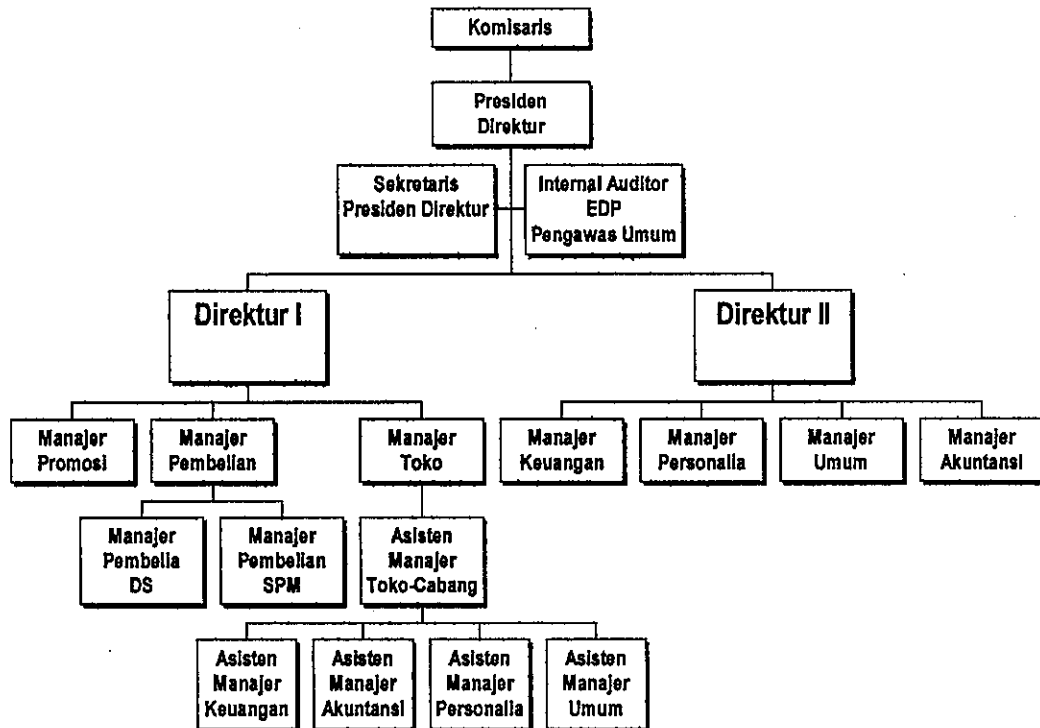 Komisaris
Presiden
Direktur
Sekretaris
Presiden Direktur
Internal Auditor
EDP
Pengawas Umum
Direktur I
Direktur II
Manajer
Promosi
Manajer
Pembelian
Manajer
Toko
Manajer
Keuangan
Manajer
Personalia
Manajer
Umum
Manajer
Akuntansi
Manajer
Pembelia
DS
Manajer
Pembelian
SPM
Asisten
Manajer
Toko-Cabang
Asisten
Manajer
Keuangan
Asisten
Manajer
Akuntansi
Asisten
Manajer
Personalia
Asisten
Manajer
Umum